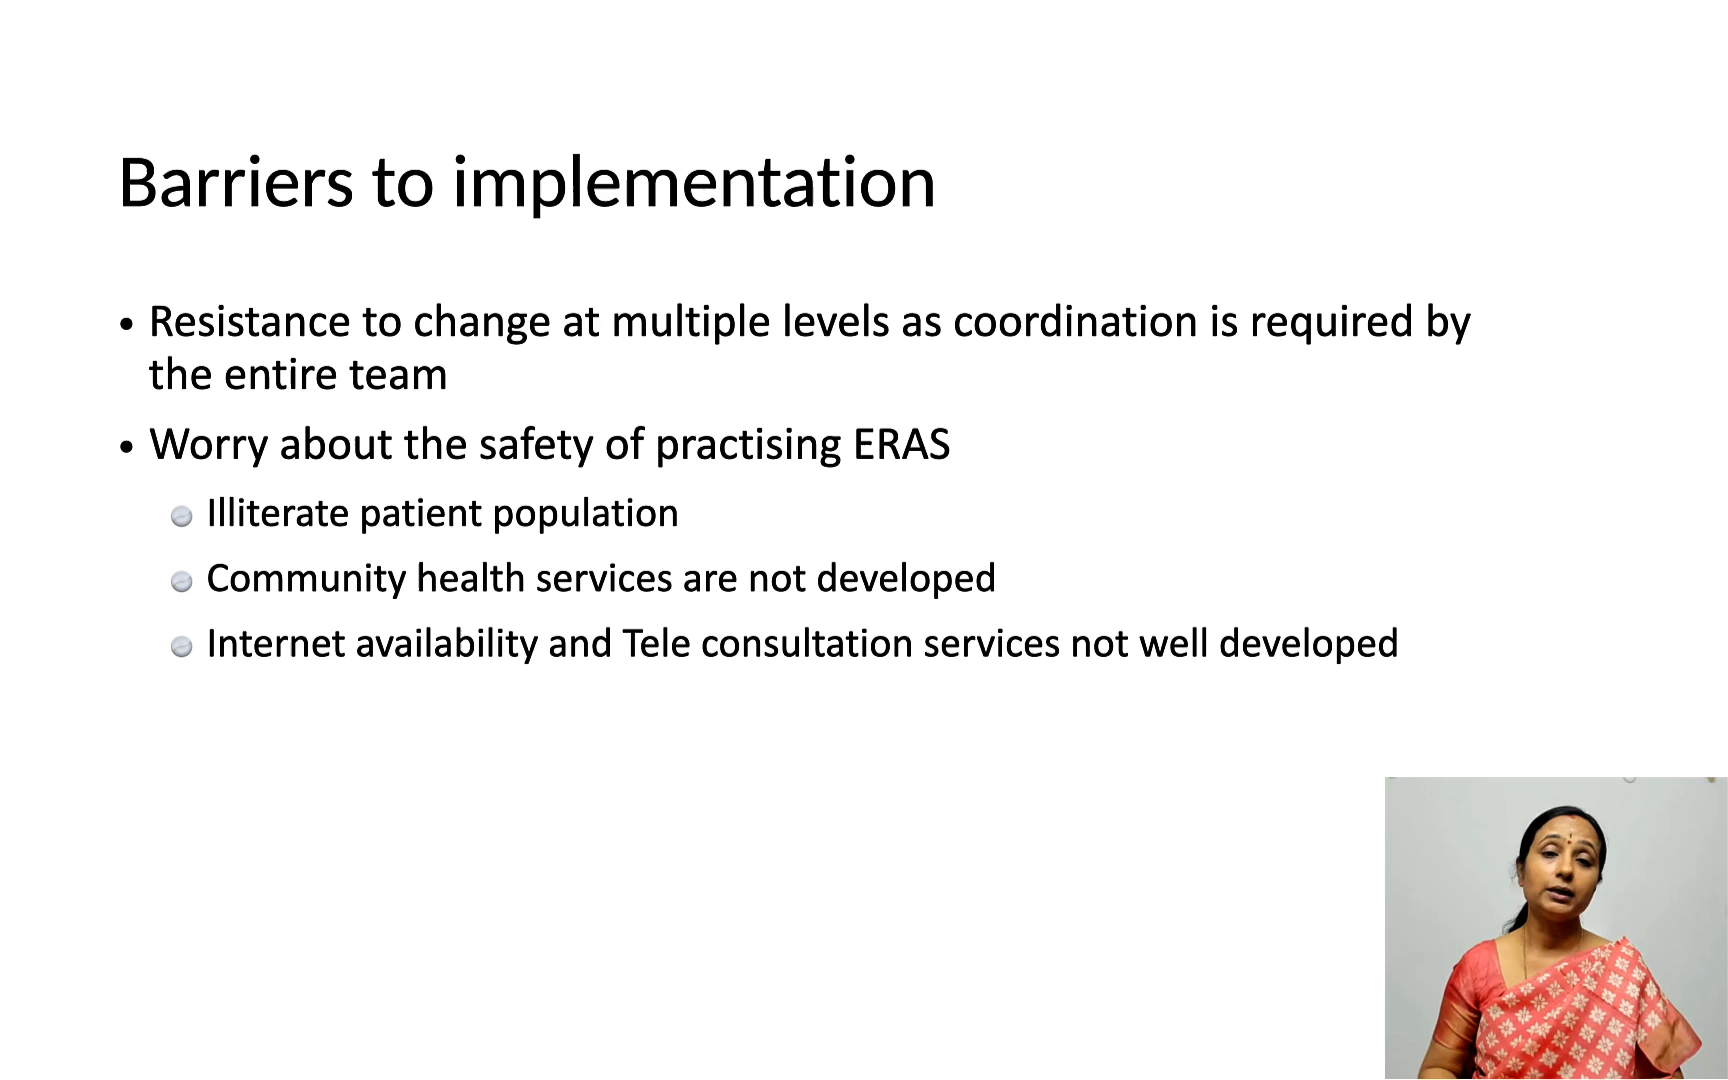 Barriers to implementation
• Resistance to change at multiple levels as coordination is required by
the entire team
• Worry about the safety of practising ERAS
Illiterate patient population
Community health services are not developed
Internet availability and Tele consultation services not well developed